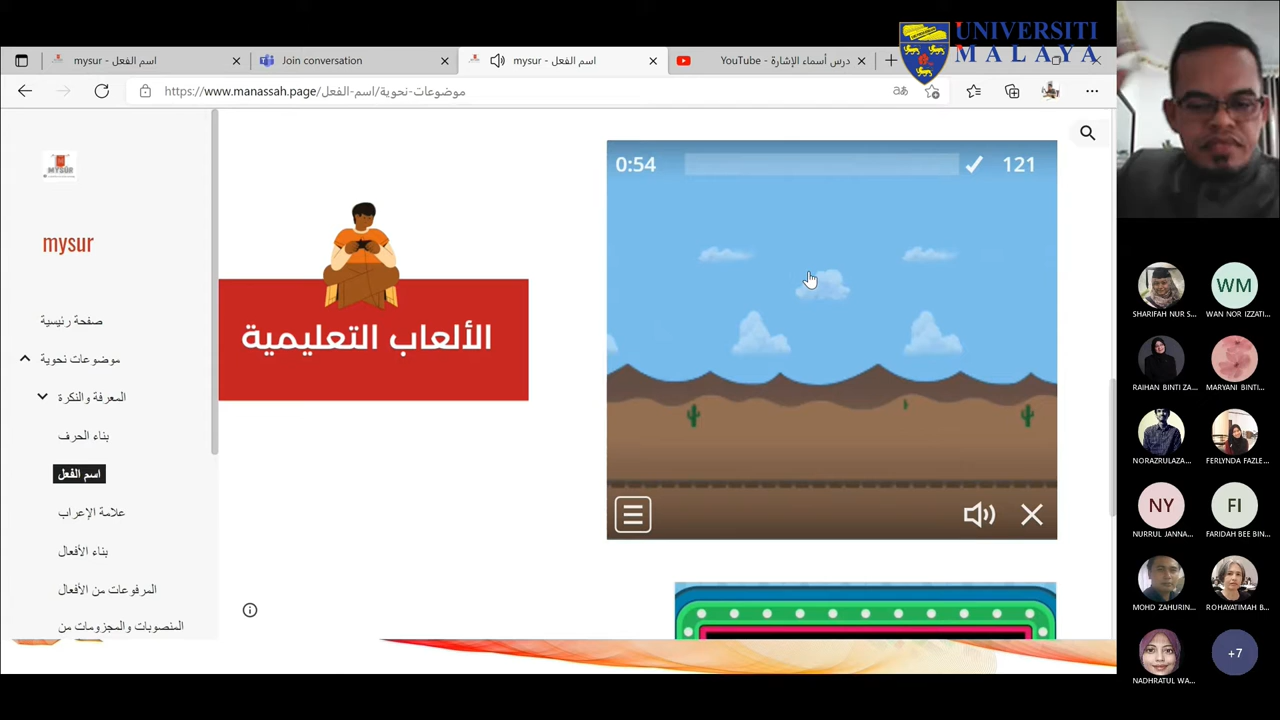 UNIVERSITI
MALAYA
mysur - اسم الفعل
Join conversation
mysur - اسم الفعل
درس أسماء الإشارة - YouTube
https://www.manassah.page/موضوعات-نحوية/اسم-الفعل
MYSUR
mysur
صفحة رئيسية
موضوعات نحوية
المعرفة والنكرة
بناء الحرف
اسم الفعل
علامة الإعراب
بناء الأفعال
المرفوعات من الأفعال
المنصوبات والمجزومات من
الألعاب التعليمية
0:54
121
SHARIFAH NUR S...
WM
WAN NOR IZZATI...
RAIHAN BINTI ZA...
MARYANI BINTI...
NORAZRULAZA...
FERLYNDA FAZLE...
NY
NURRUL JANNA...
FI
FARIDAH BEE BIN...
MOHD ZAHURIN...
ROHAYATIMAH B...
NADHRATUL WA...
+7